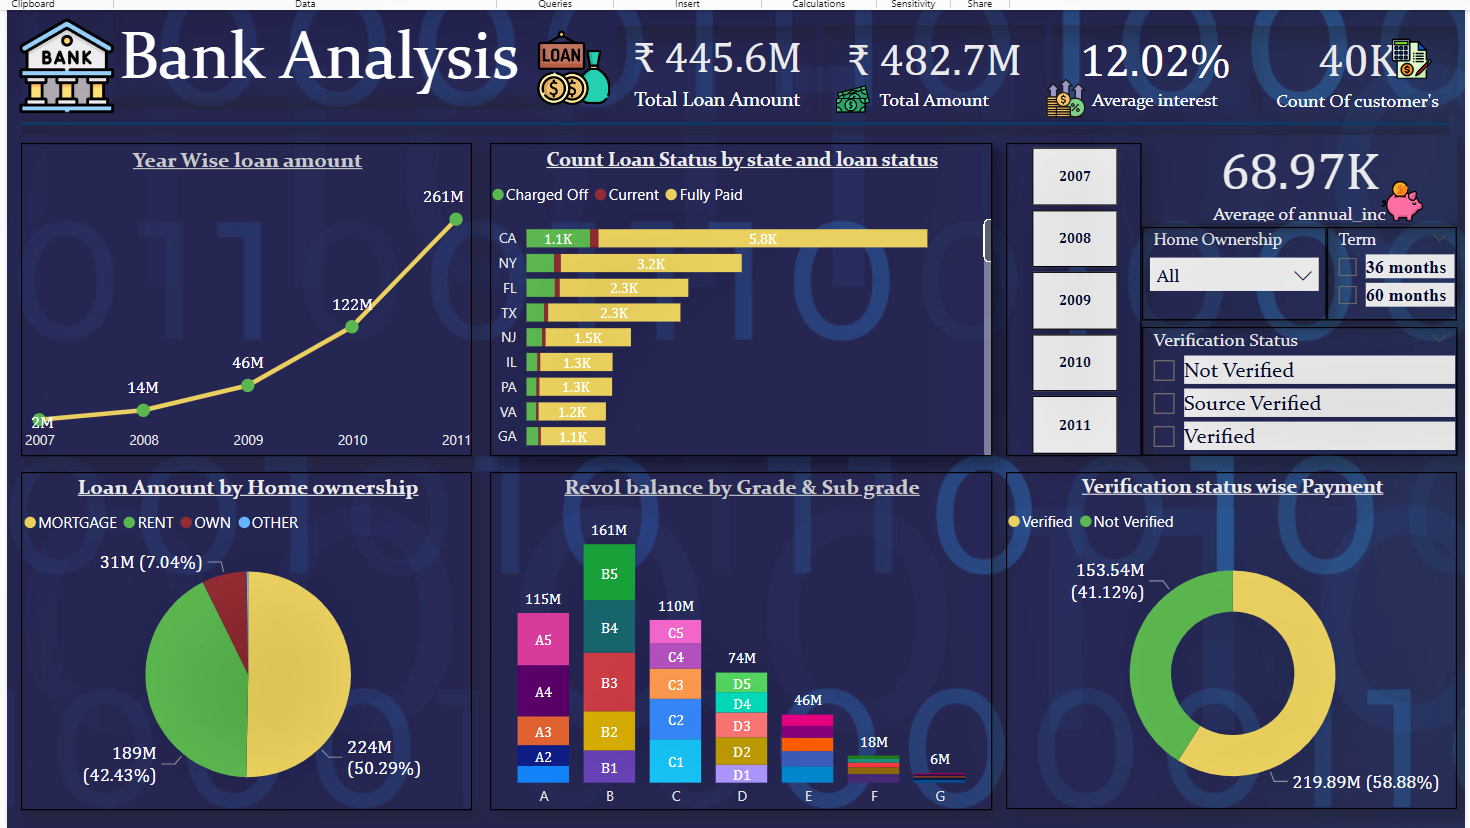 Clipboard
Data
Queries
Insert
Calculations
Sensitivity
Share
BANK
Bank Analysis
LOAN
₹ 445.6M
Total Loan Amount
₹ 482.7M
Total Amount
12.02%
Average interest
40K
Count Of customer's
Year Wise loan amount
261M
122M
46M
14M
2M
2007 2008 2009 2010 2011
Count Loan Status by state and loan status
Charged Off Current Fully Paid
CA 1.1K 5.8K
NY 3.2K
FL 2.3K
TX 2.3K
NJ 1.5K
IL 1.3K
PA 1.3K
VA 1.2K
GA 1.1K
2007
2008
2009
2010
2011
68.97K
Average of annual_inc
Home Ownership
All
Term
36 months
60 months
Verification Status
Not Verified
Source Verified
Verified
Loan Amount by Home ownership
MORTGAGE RENT OWN OTHER
31M (7.04%)
189M
(42.43%)
224M
(50.29%)
Revol balance by Grade & Sub grade
161M
115M
110M
74M
46M
18M
6M
A5
A4
A3
A2
B5
B4
B3
B2
B1
C5
C4
C3
C2
C1
D5
D4
D3
D2
D1
A B C D E F G
Verification status wise Payment
Verified Not Verified
153.54M
(41.12%)
219.89M (58.88%)